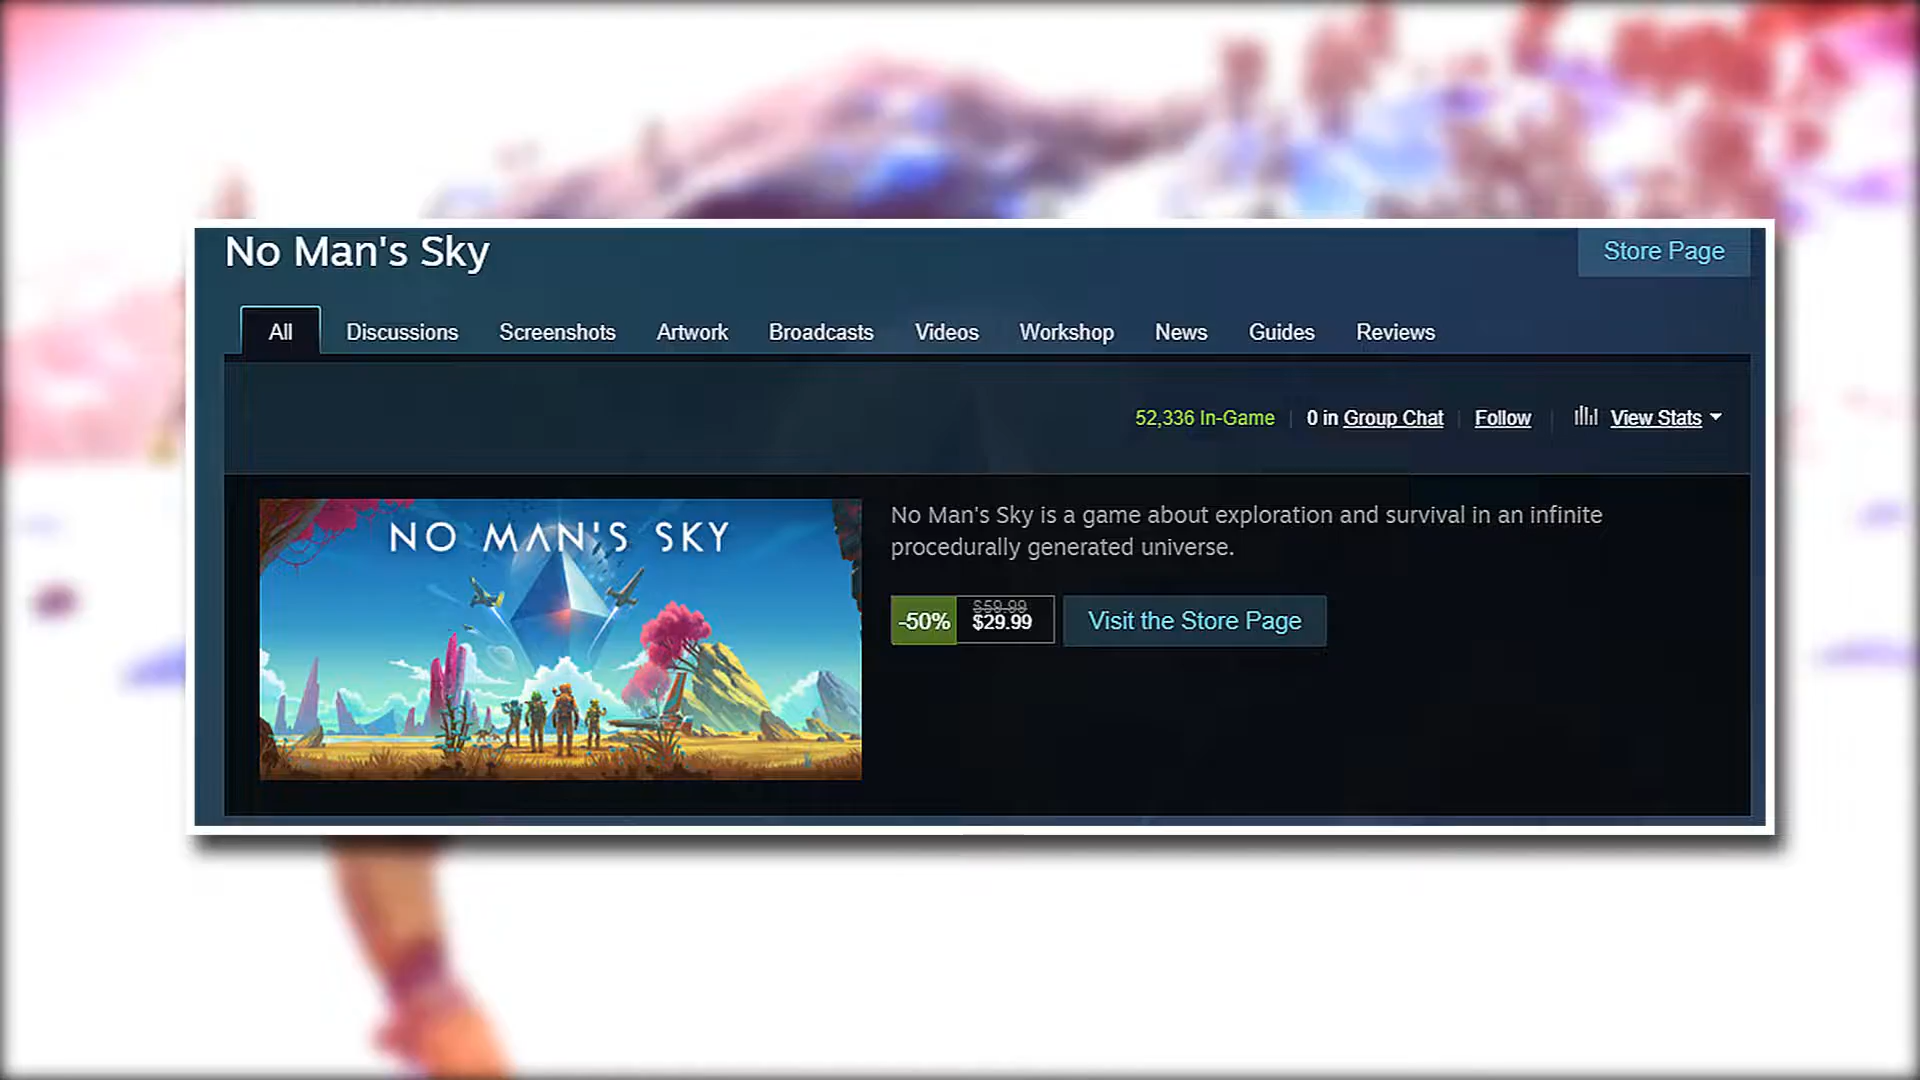 No Man's Sky
Store Page
All Discussions Screenshots Artwork Broadcasts Videos Workshop News Guides Reviews
52,336 In-Game 0 in Group Chat Follow View Stats
NO MAN'S SKY
No Man's Sky is a game about exploration and survival in an infinite
procedurally generated universe.
-50%
$59.99
$29.99
Visit the Store Page